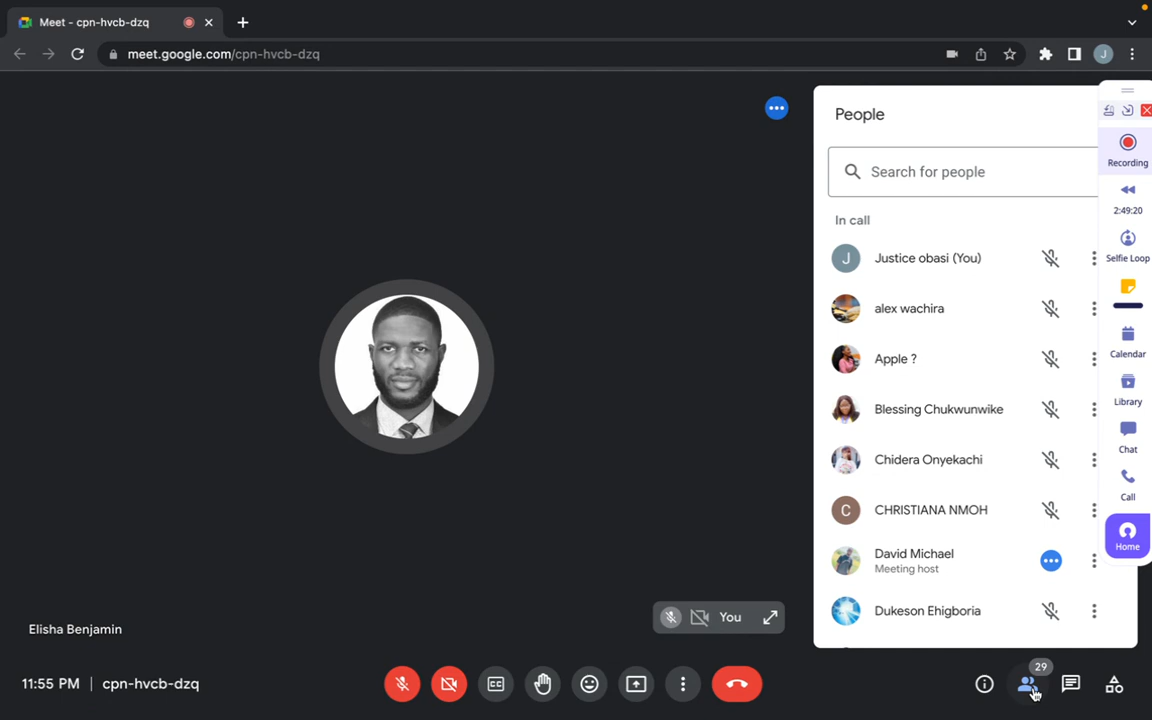 Meet - cpn-hvcb-dzq
meet.google.com/cpn-hvcb-dzq
J
People
Search for people
In call
J Justice obasi (You)
alex wachira
Apple ?
Blessing Chukwunwike
Chidera Onyekachi
C CHRISTIANA NMOH
David Michael
Meeting host
Dukeson Ehigboria
Recording
2:49:20
Selfie Loop
Calendar
Library
Chat
Call
Home
You
Elisha Benjamin
11:55 PM | cpn-hvcb-dzq
CC
29